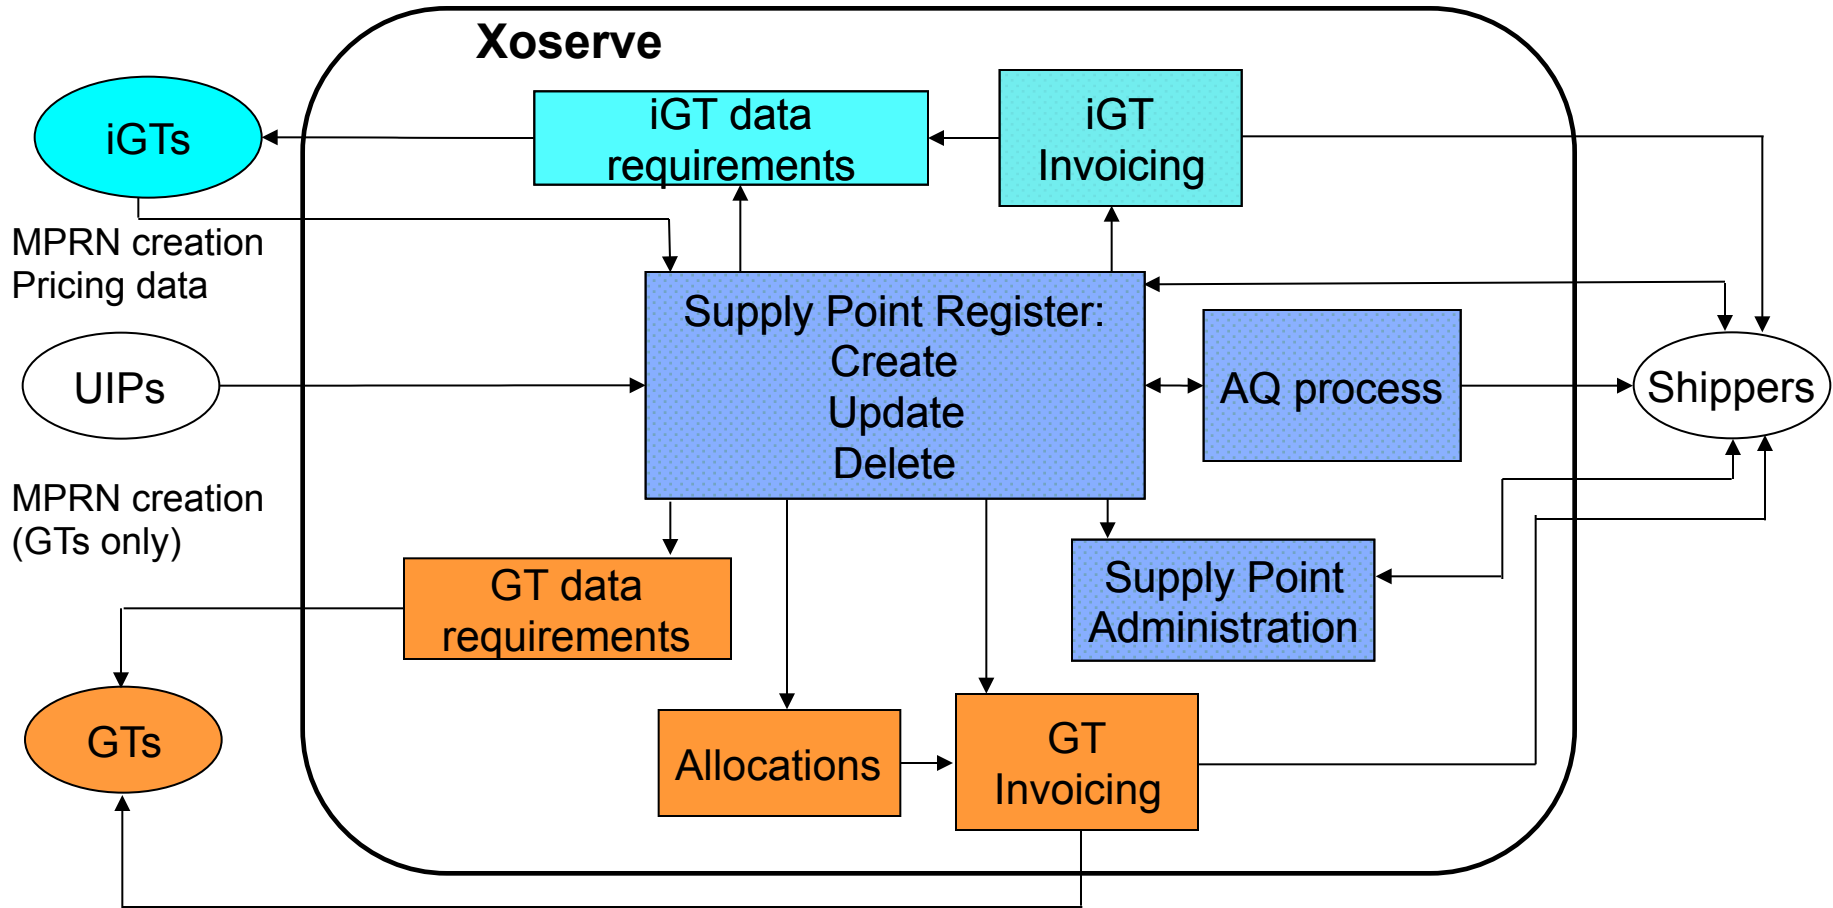 Xoserve
iGTs
iGT data
requirements
iGT
Invoicing
MPRN creation
Pricing data
Supply Point Register:
Create
Update
Delete
UIPs
AQ process
Shippers
MPRN creation
(GTs only)
GT data
requirements
Supply Point
Administration
GTs
Allocations
GT
Invoicing